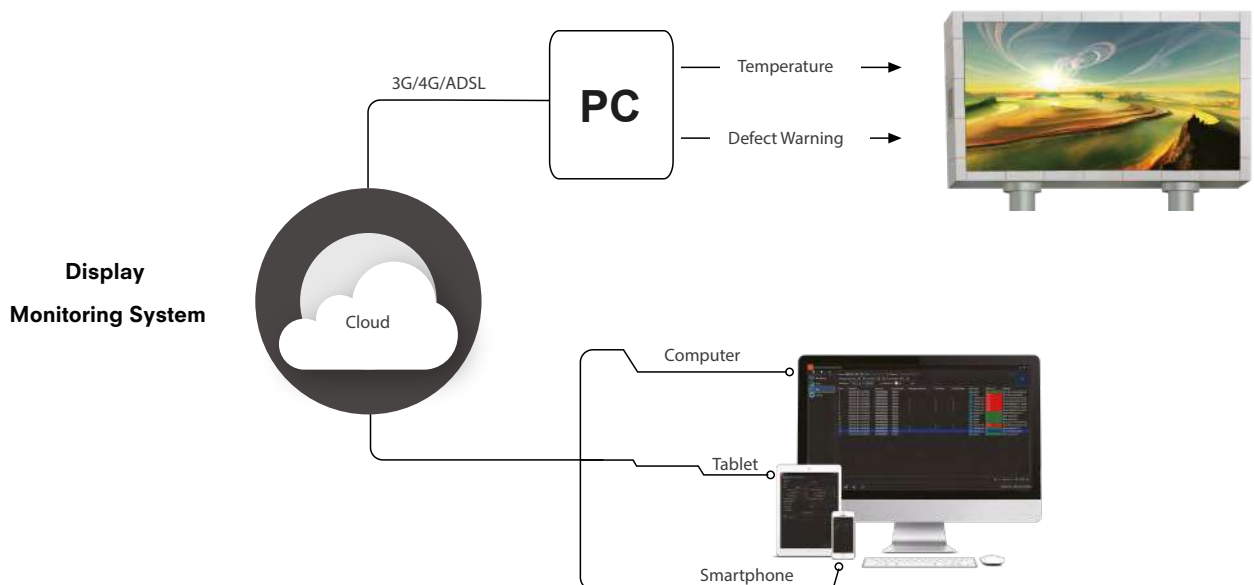 3G/4G/ADSL
PC
Temperature
Defect Warning
Display
Monitoring System
Cloud
Computer
Tablet
Smartphone